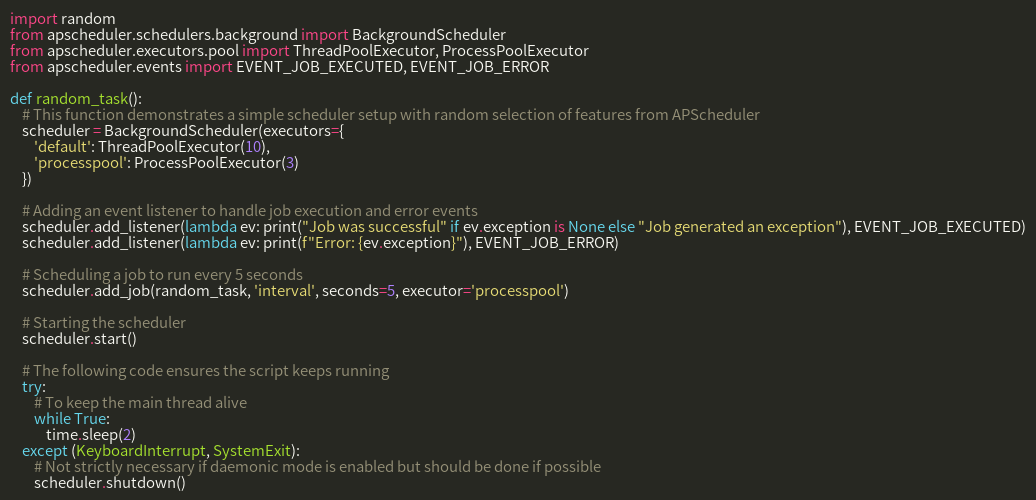 import random
from apscheduler.schedulers.background import BackgroundScheduler
from apscheduler.executors.pool import ThreadPoolExecutor, ProcessPoolExecutor
from apscheduler.events import EVENT_JOB_EXECUTED, EVENT_JOB_ERROR

def random_task():
    # This function demonstrates a simple scheduler setup with random selection of features from APScheduler
    scheduler = BackgroundScheduler(executors={
        'default': ThreadPoolExecutor(10),
        'processpool': ProcessPoolExecutor(3)
    })

    # Adding an event listener to handle job execution and error events
    scheduler.add_listener(lambda ev: print("Job was successful" if ev.exception is None else "Job generated an exception"), EVENT_JOB_EXECUTED)
    scheduler.add_listener(lambda ev: print(f"Error: {ev.exception}"), EVENT_JOB_ERROR)

    # Scheduling a job to run every 5 seconds
    scheduler.add_job(random_task, 'interval', seconds=5, executor='processpool')

    # Starting the scheduler
    scheduler.start()

    # The following code ensures the script keeps running
    try:
        # To keep the main thread alive
        while True:
            time.sleep(2)
    except (KeyboardInterrupt, SystemExit):
        # Not strictly necessary if daemonic mode is enabled but should be done if possible
        scheduler.shutdown()